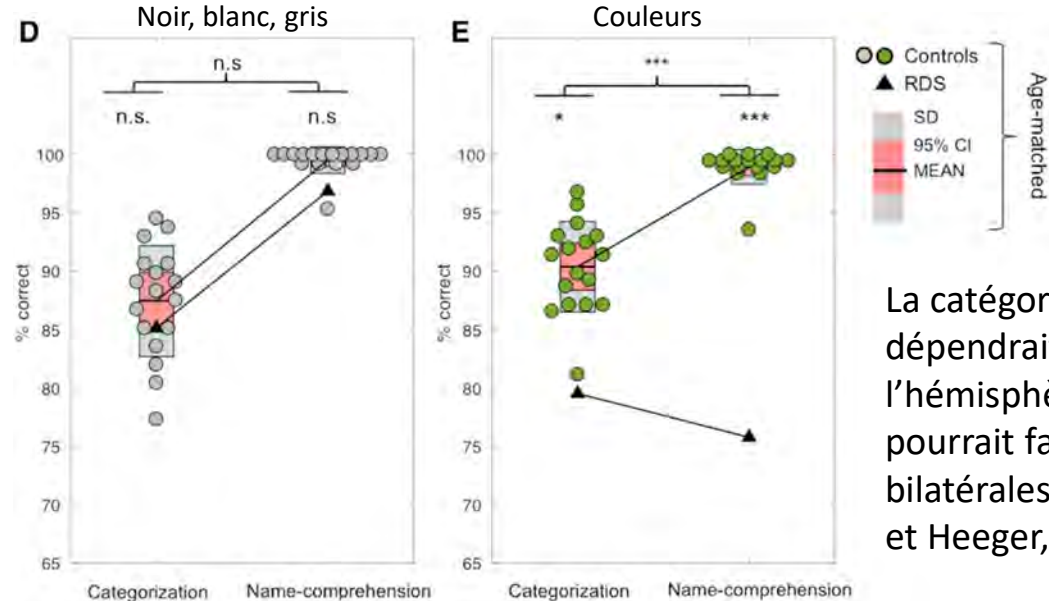 D
Noir, blanc, gris
n.s
n.s.
n.s
% correct
100
95
90
85
80
75
70
65
Categorization
Name-comprehension
E
Couleurs
***
*
***
% correct
100
95
90
85
80
75
70
65
Categorization
Name-comprehension
Controls
RDS
SD
95% CI
MEAN
Age-matched
La catégor
dépendrai
l’hémisphè
pourrait fa
bilatérales
et Heeger,